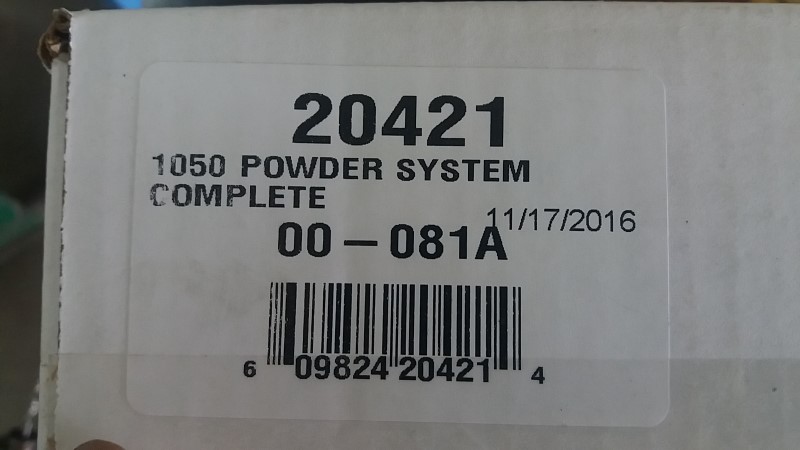 20421
1050 POWDER SYSTEM
COMPLETE
11/17/2016
00-081A
6 09824 20421 4